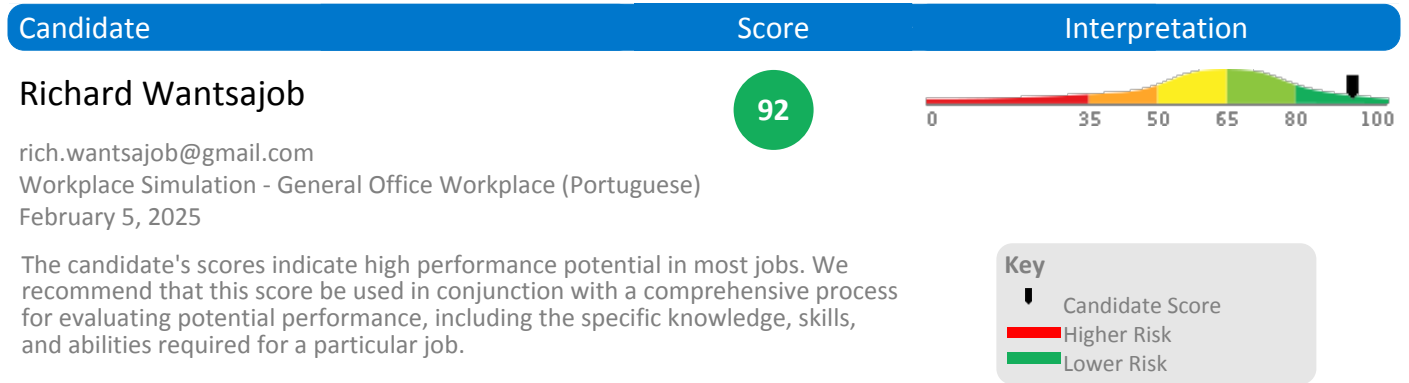 Candidate Score Interpretation
Richard Wantsajob
92
0 35 50 65 80 100
rich.wantsajob@gmail.com
Workplace Simulation - General Office Workplace (Portuguese)
February 5, 2025
The candidate's scores indicate high performance potential in most jobs. We
recommend that this score be used in conjunction with a comprehensive process
for evaluating potential performance, including the specific knowledge, skills,
and abilities required for a particular job.
Key
Candidate Score
Higher Risk
Lower Risk